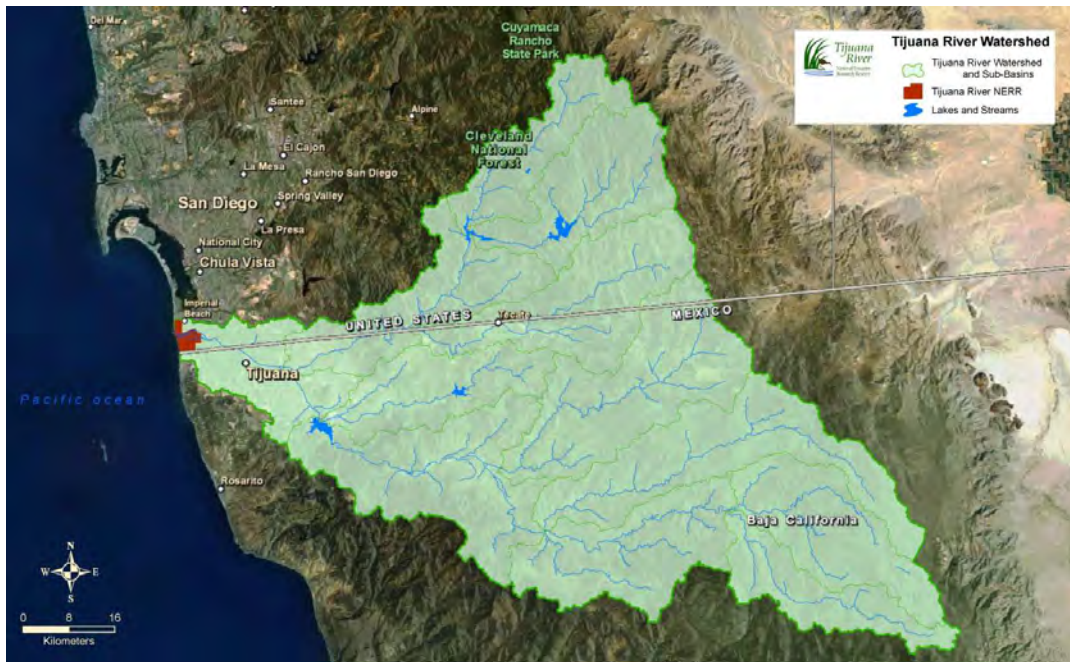 Del Mar
Cuyamaca
Rancho
State Park
Tijuana River Watershed
Tijuana
River
Tijuana River Watershed
and Sub-Basins
Tijuana River NERR
Lakes and Streams
Santee
Alpine
Cleveland
National
Forest
El Cajon
La Mesa
Rancho San Diego
San Diego
Spring Valley
La Presa
National City
Chula Vista
Imperial
Beach
UNITED STATES
Tecate
MEXICO
Tijuana
Pacific ocean
Rosarito
Baja California
N
W
E
S
0 8 16
Kilometers